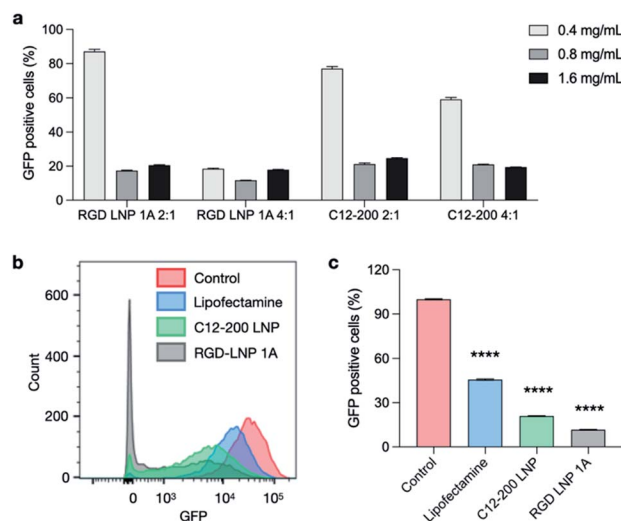 a
GFP positive cells (%)
100
80
60
40
20
0
RGD LNP 1A 2:1
RGD LNP 1A 4:1
C12-200 2:1
C12-200 4:1
0.4 mg/mL
0.8 mg/mL
1.6 mg/mL
b
Count
600
400
200
0
0
10³
10⁴
10⁵
GFP
Control
Lipofectamine
C12-200 LNP
RGD-LNP 1A
c
GFP positive cells (%)
120
90
60
30
0
****
****
****
Control
Lipofectamine
C12-200 LNP
RGD LNP 1A